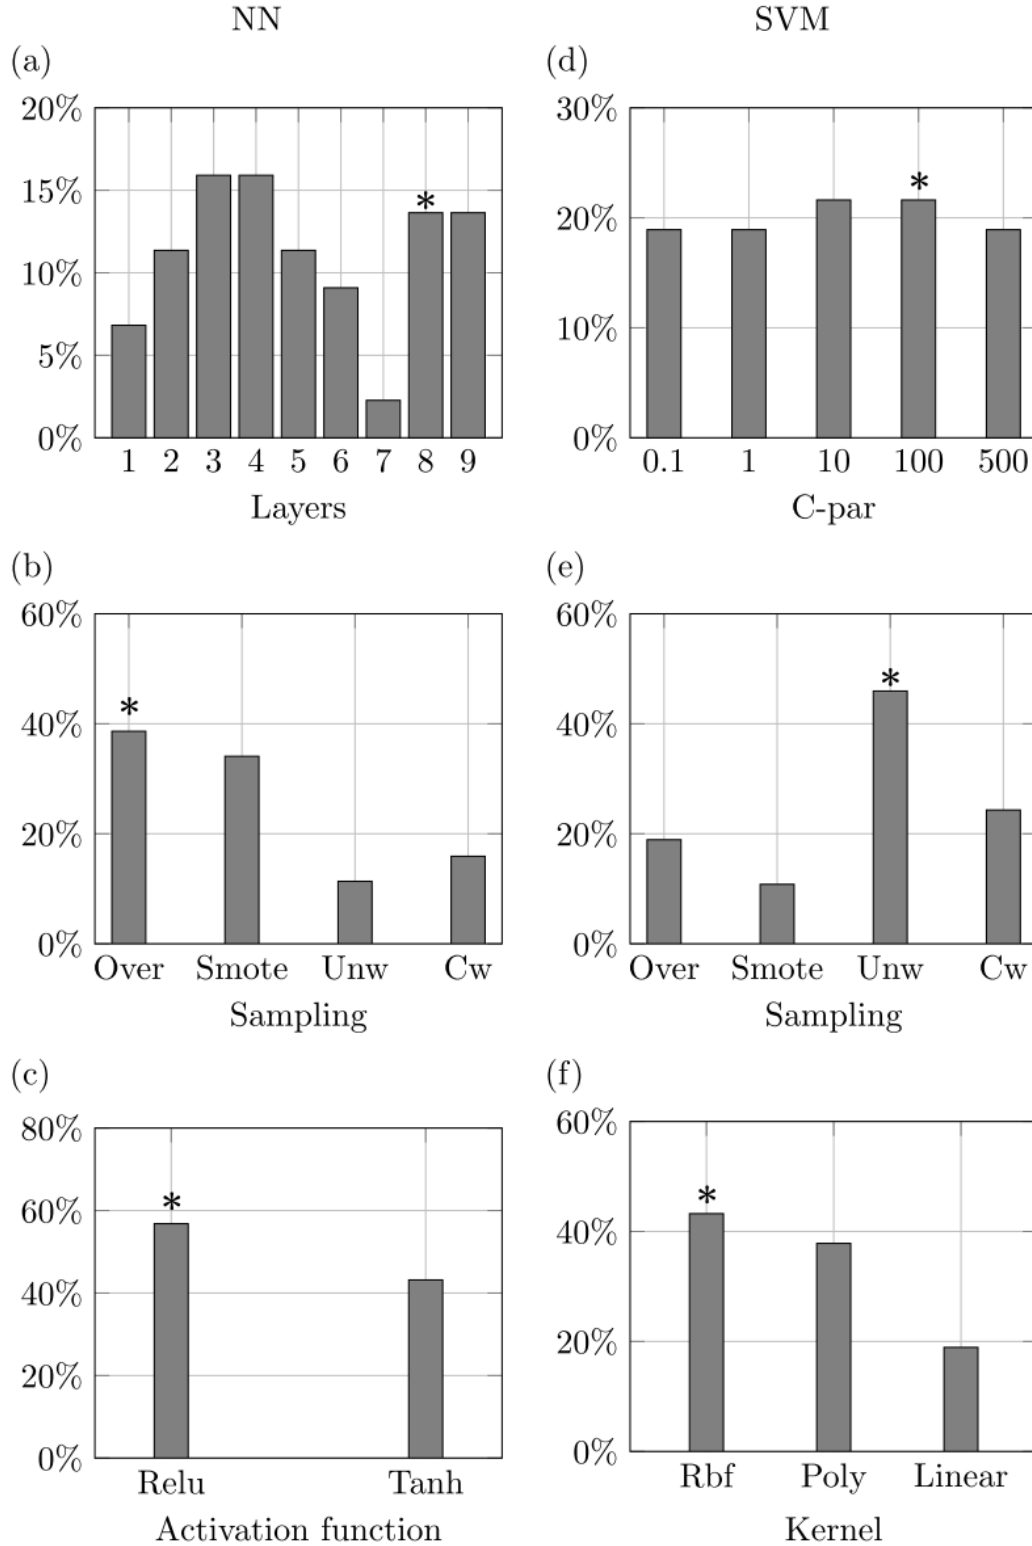 NN
(a)
20%
15%
*
10%
5%
0%
1 2 3 4 5 6 7 8 9
Layers
(b)
60%
*
40%
20%
0%
Over Smote Unw Cw
Sampling
(c)
80%
*
60%
40%
20%
0%
Relu Tanh
Activation function
SVM
(d)
30%
*
20%
10%
0%
0.1 1 10 100 500
C-par
(e)
60%
*
40%
20%
0%
Over Smote Unw Cw
Sampling
(f)
60%
*
40%
20%
0%
Rbf Poly Linear
Kernel